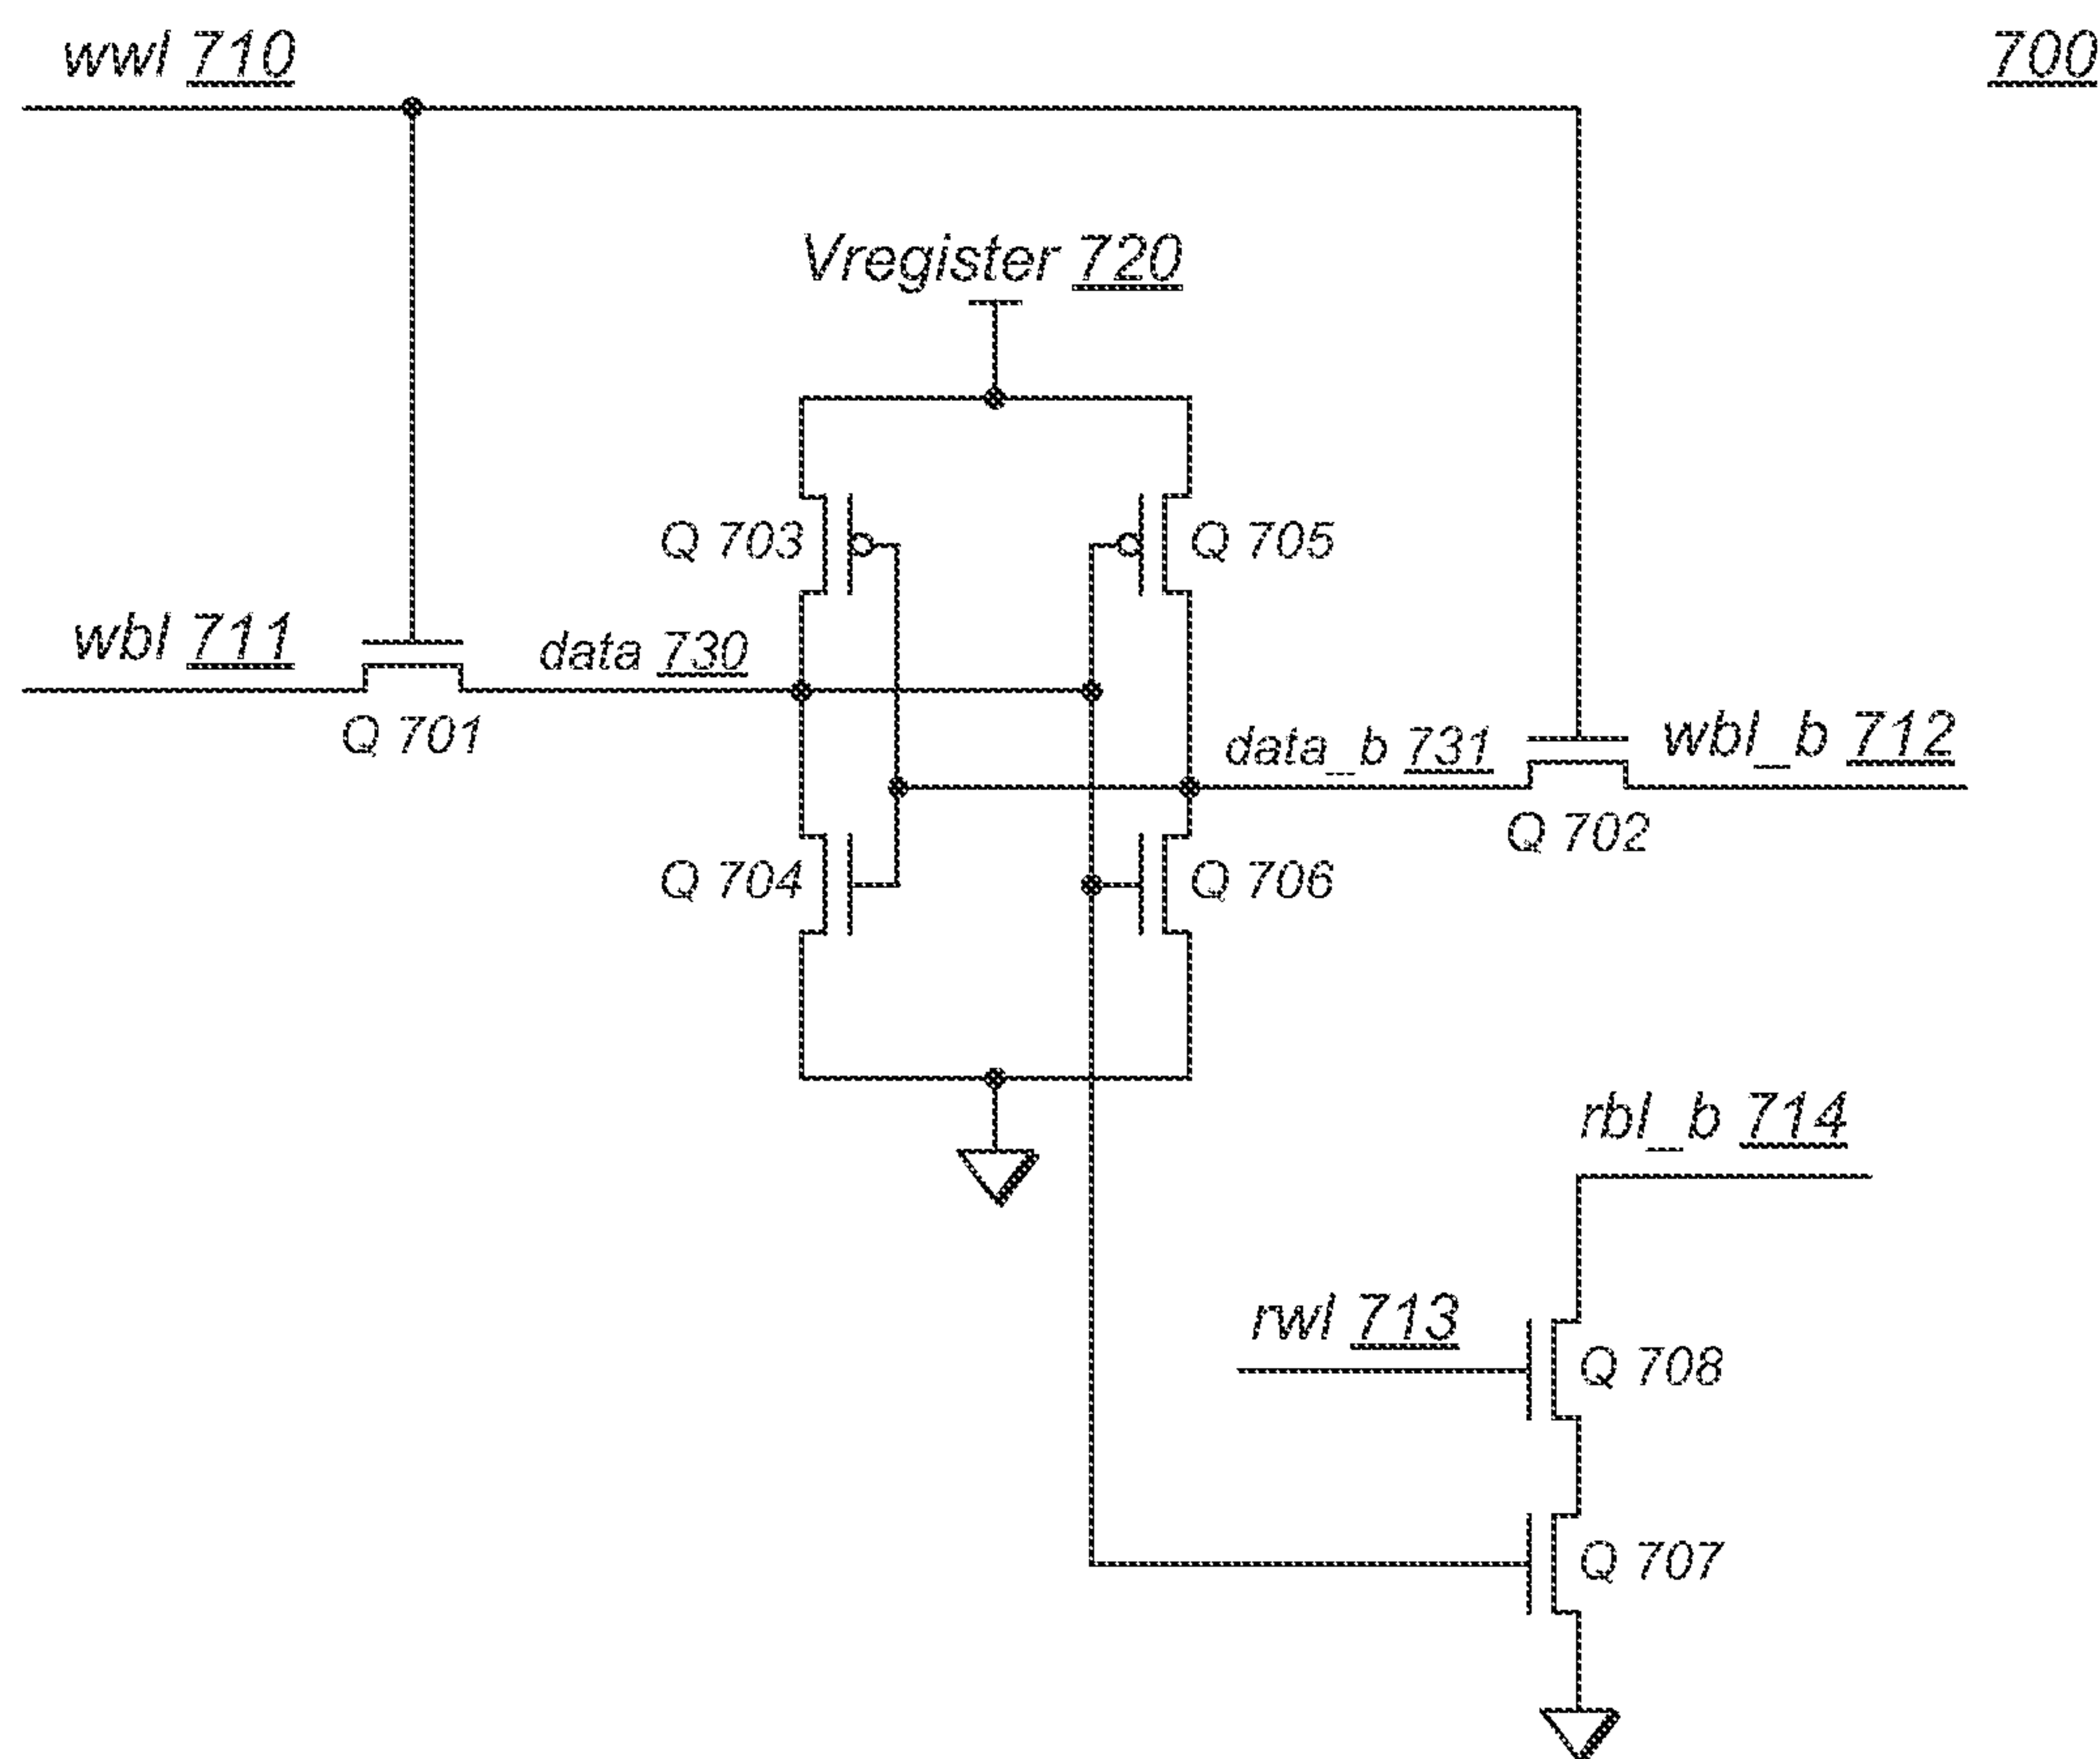 wwl 710
700
Vregister 720
Q 703
Q 705
wbl 711
data 730
Q 701
data_b 731
wbl_b 712
Q 702
Q 704
Q 706
rbl_b 714
rwl 713
Q 708
Q 707